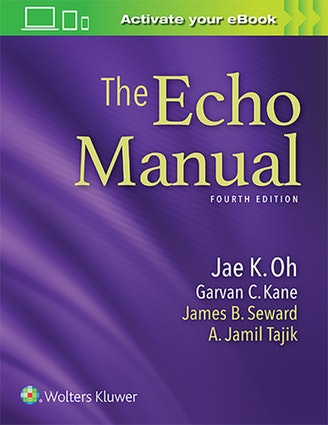 Activate your eBook
The Echo
Manual
FOURTH EDITION
Jae K. Oh
Garvan C. Kane
James B. Seward
A. Jamil Tajik
Wolters Kluwer